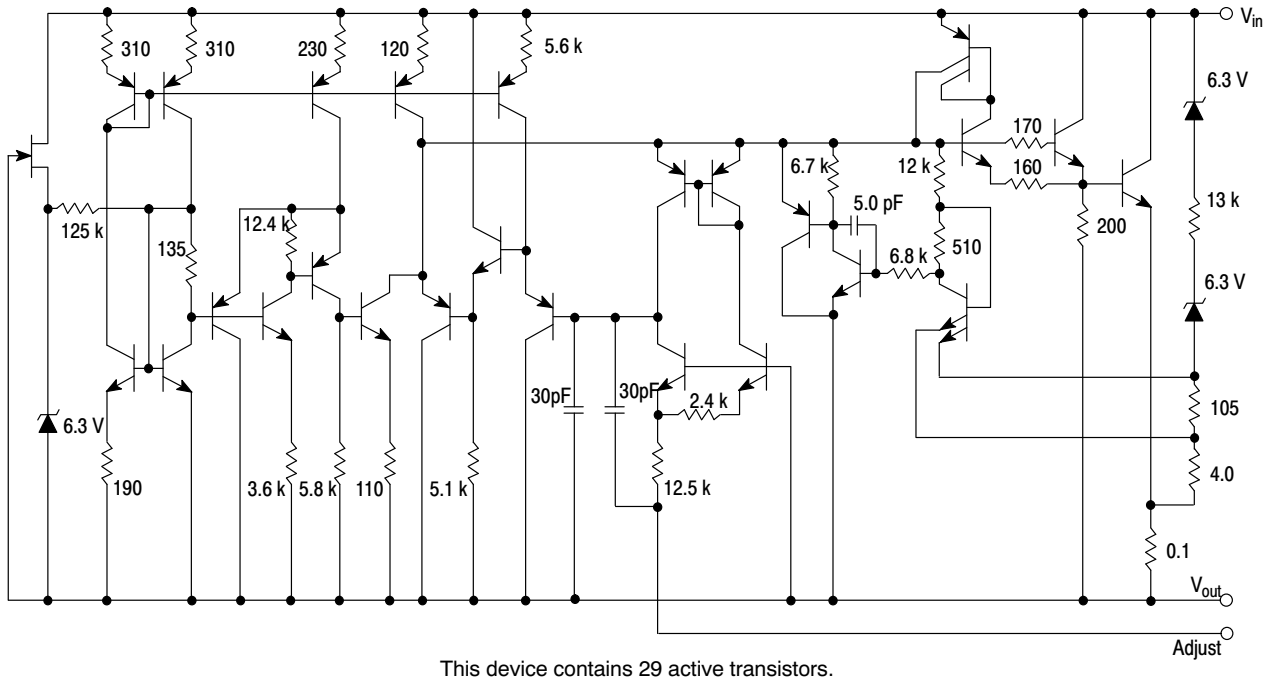 V_in
310
310
230
120
5.6 k
6.3 V
170
6.7 k
12 k
160
125 k
12.4 k
5.0 pF
200
13 k
135
6.8 k
510
6.3 V
30pF
30pF
2.4 k
105
6.3 V
190
3.6 k
5.8 k
110
5.1 k
12.5 k
4.0
0.1
V_out
Adjust
This device contains 29 active transistors.